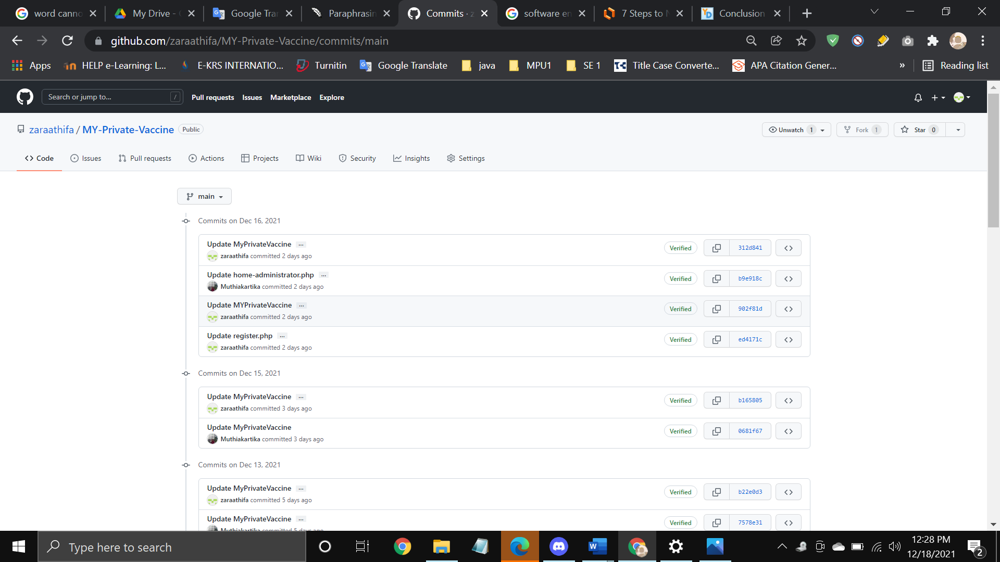 word canno
My Drive -
Google Tran
Paraphrasin
Commits · z
software en
7 Steps to
Conclusion
github.com/zaraathifa/MY-Private-Vaccine/commits/main
Apps
HELP e-Learning: L...
E-KRS INTERNATIO...
Turnitin
Google Translate
java
MPU1
SE 1
Title Case Converte...
APA Citation Gener...
»
Reading list
Search or jump to...
/
Pull requests
Issues
Marketplace
Explore
zaraathifa / MY-Private-Vaccine
Public
Unwatch 1
Fork 1
Star 0
Code
Issues
Pull requests
Actions
Projects
Wiki
Security
Insights
Settings
main
Commits on Dec 16, 2021
Update MyPrivateVaccine ...
zaraathifa committed 2 days ago
Verified
312d841
Update home-administrator.php ...
Muthiakartika committed 2 days ago
Verified
b9e918c
Update MYPrivateVaccine ...
zaraathifa committed 2 days ago
Verified
902f81d
Update register.php ...
zaraathifa committed 2 days ago
Verified
ed4171c
Commits on Dec 15, 2021
Update MyPrivateVaccine ...
zaraathifa committed 3 days ago
Verified
b165805
Update MyPrivateVaccine
Muthiakartika committed 3 days ago
Verified
0681f67
Commits on Dec 13, 2021
Update MyPrivateVaccine ...
zaraathifa committed 5 days ago
Verified
b22e0d3
Update MyPrivateVaccine ...
Muthiakartika committed 5 days ago
Verified
7578e31
Type here to search
12:28 PM
12/18/2021
2